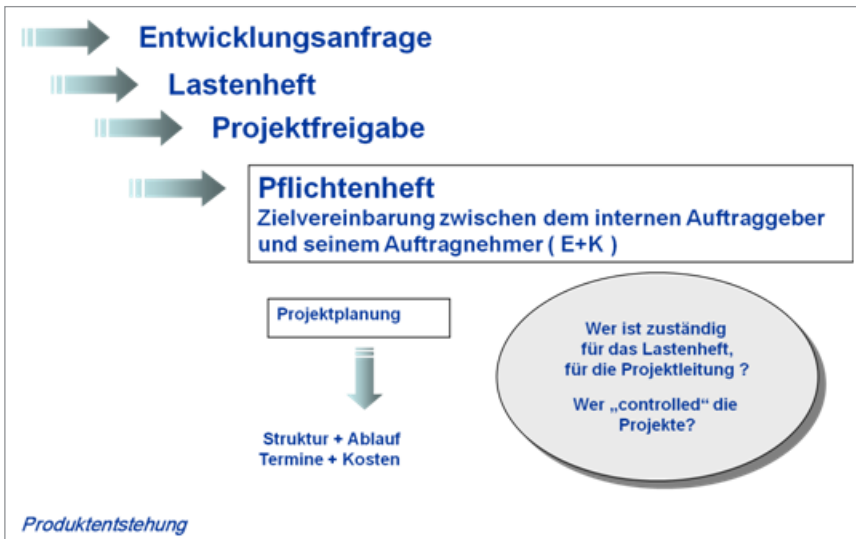 Entwicklungsanfrage
Lastenheft
Projektfreigabe
Pflichtenheft
Zielvereinbarung zwischen dem internen Auftraggeber
und seinem Auftragnehmer ( E+K )
Projektplanung
Struktur + Ablauf
Termine + Kosten
Wer ist zuständig
für das Lastenheft,
für die Projektleitung ?
Wer „controlled“ die
Projekte?
Produktentstehung